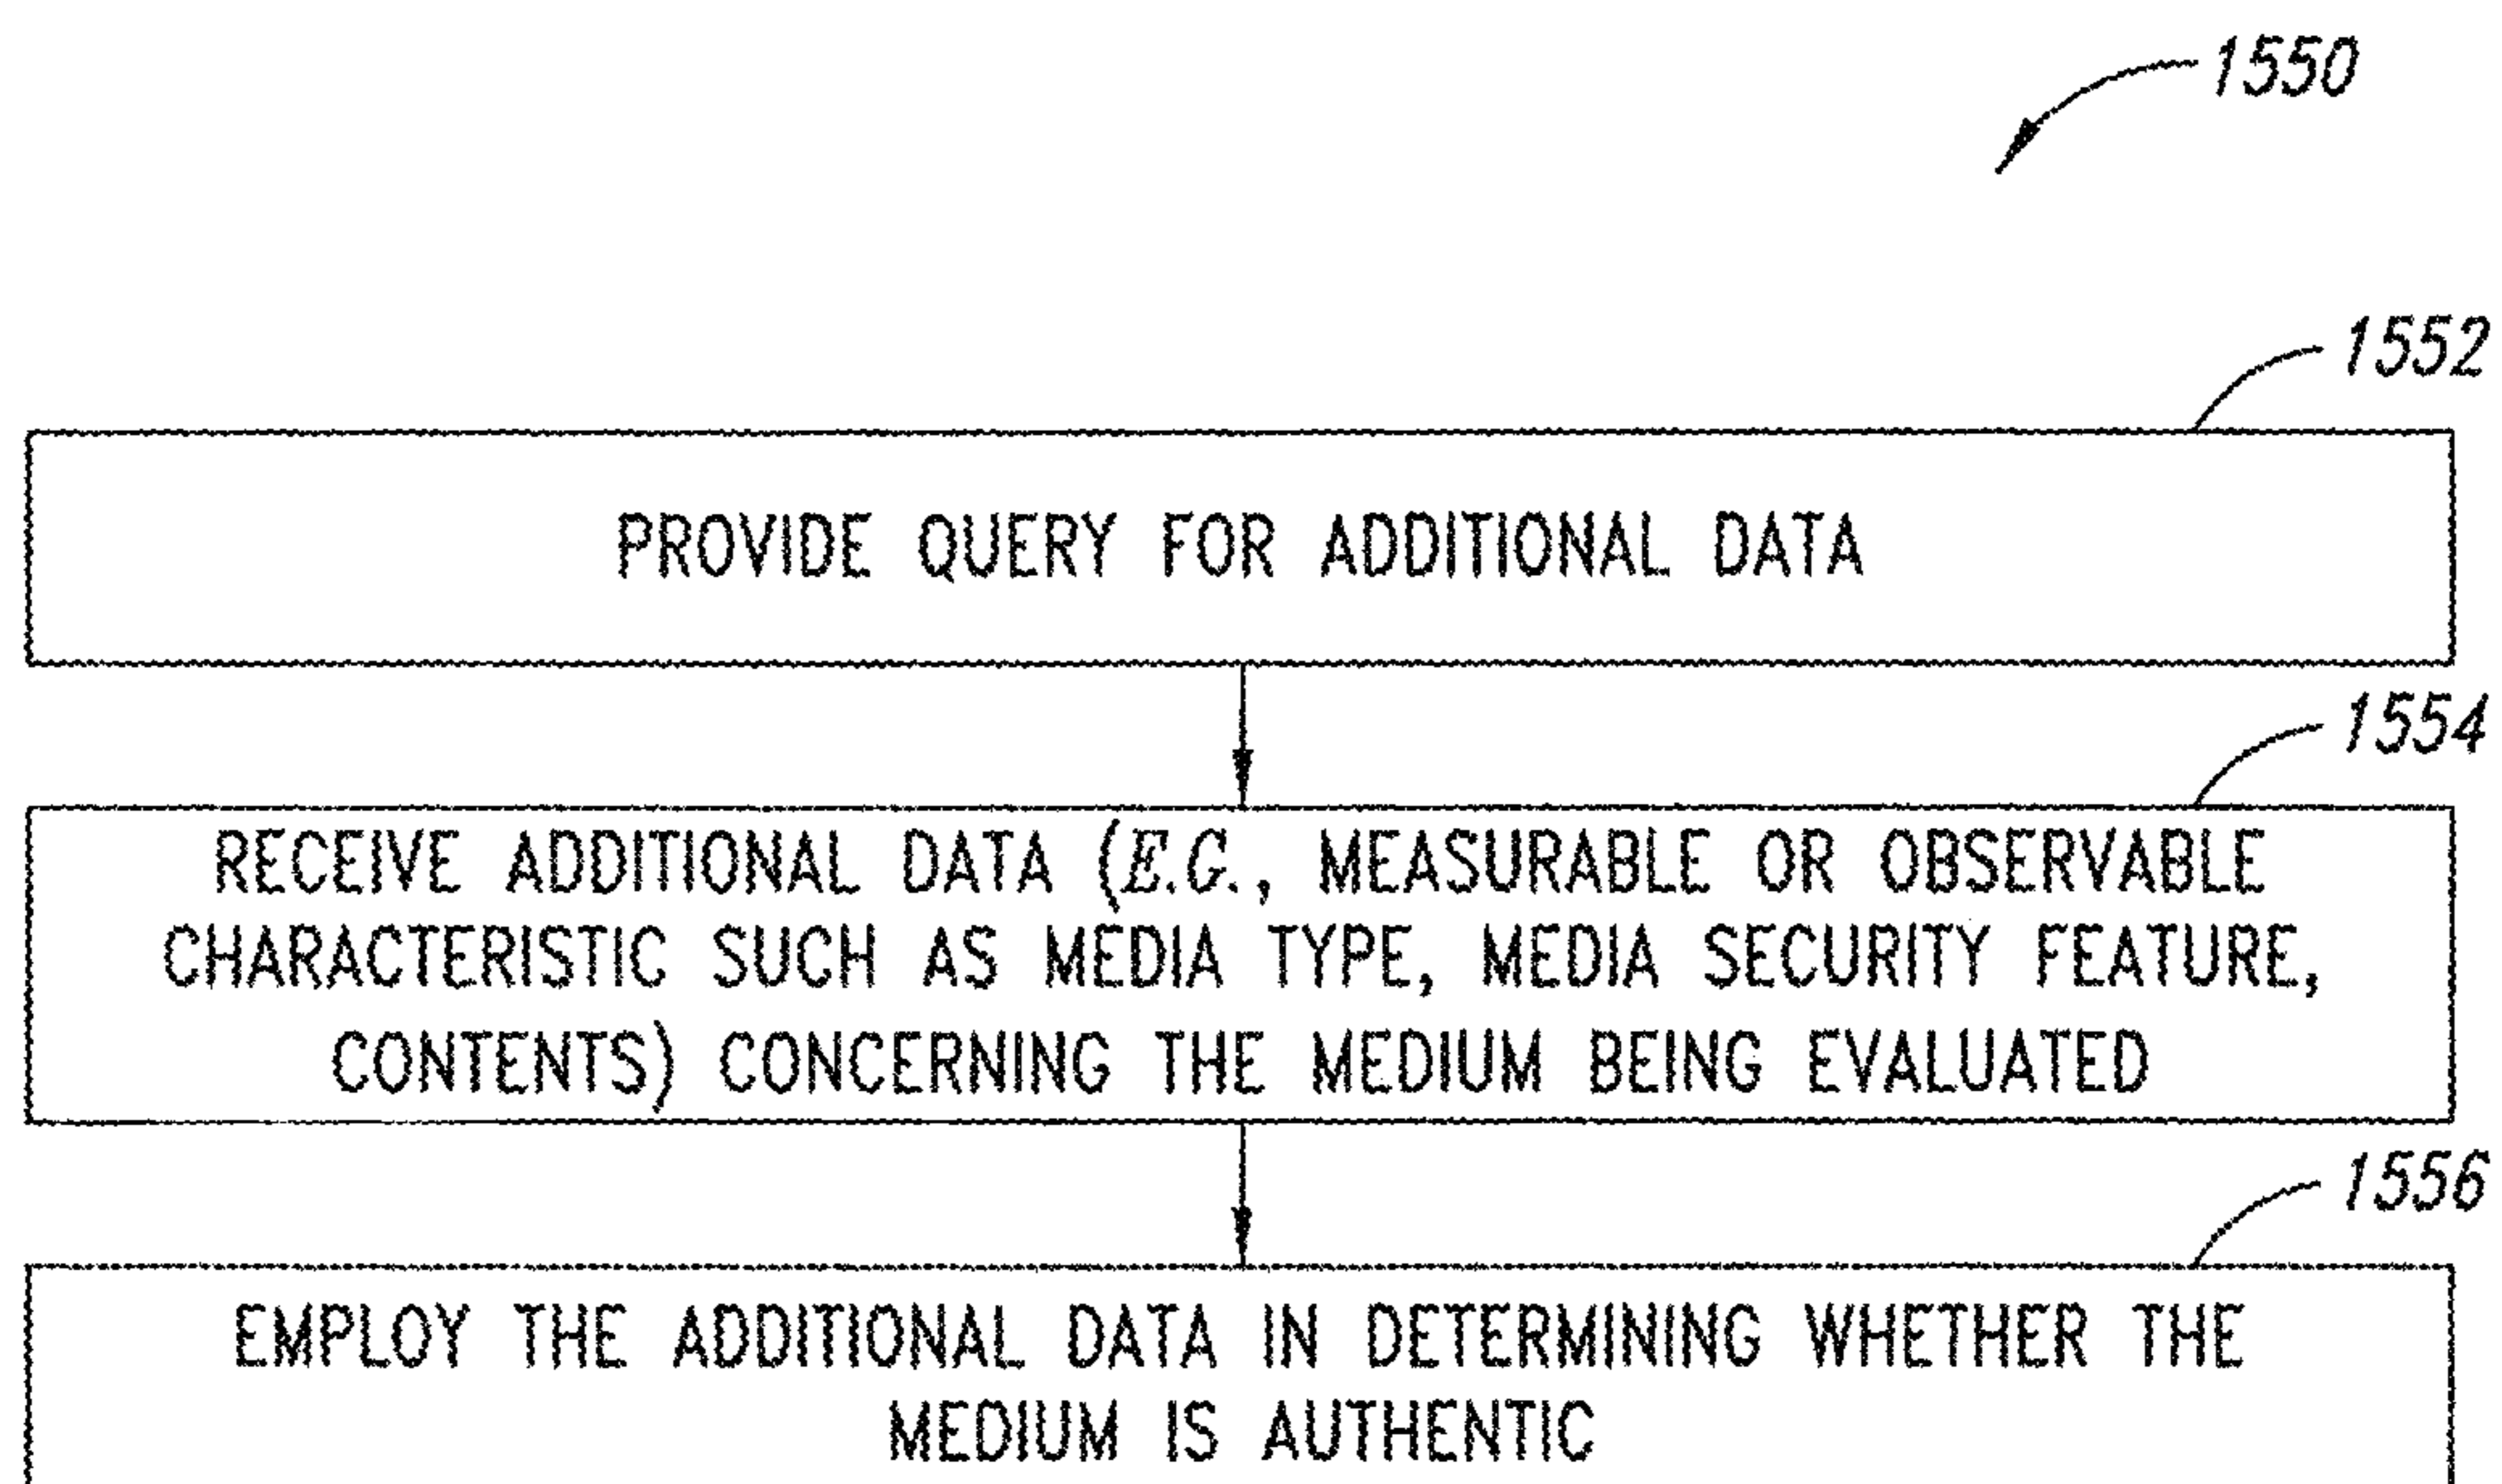 1550
1552
PROVIDE QUERY FOR ADDITIONAL DATA
1554
RECEIVE ADDITIONAL DATA (E.G., MEASURABLE OR OBSERVABLE
CHARACTERISTIC SUCH AS MEDIA TYPE, MEDIA SECURITY FEATURE,
CONTENTS) CONCERNING THE MEDIUM BEING EVALUATED
1556
EMPLOY THE ADDITIONAL DATA IN DETERMINING WHETHER THE
MEDIUM IS AUTHENTIC